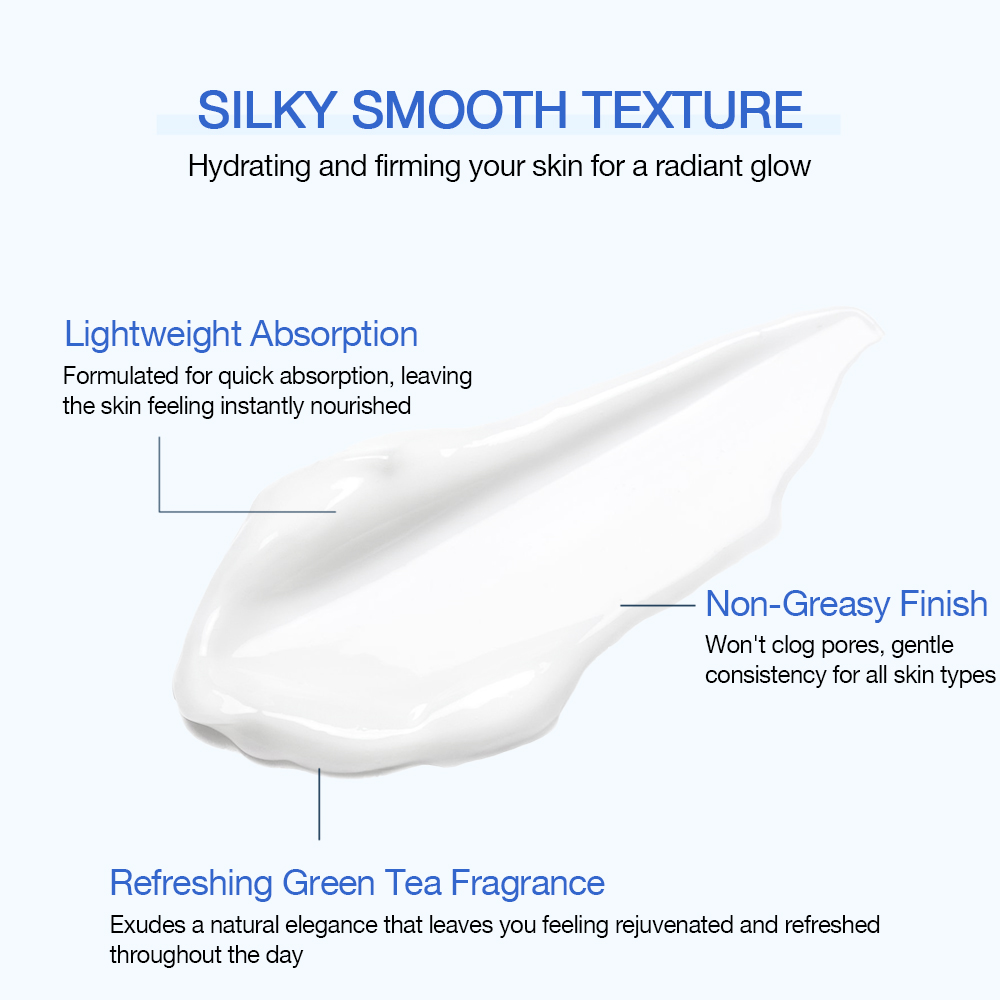 SILKY SMOOTH TEXTURE
Hydrating and firming your skin for a radiant glow
Lightweight Absorption
Formulated for quick absorption, leaving
the skin feeling instantly nourished
Non-Greasy Finish
Won't clog pores, gentle
consistency for all skin types
Refreshing Green Tea Fragrance
Exudes a natural elegance that leaves you feeling rejuvenated and refreshed
throughout the day